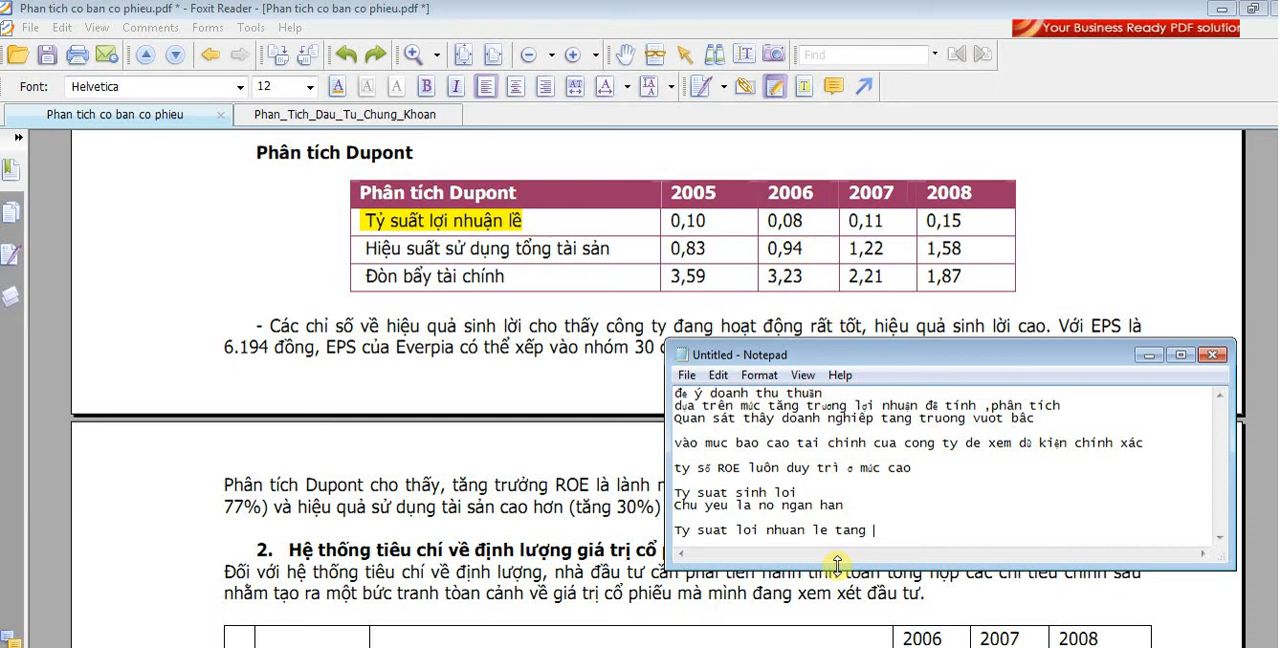 Phan tich co ban co phieu.pdf * - Foxit Reader - [Phan tich co ban co phieu.pdf *]
File Edit View Comments Forms Tools Help
Your Business Ready PDF solution
Find
Font: Helvetica 12
Phan tich co ban co phieu
Phan_Tich_Dau_Tu_Chung_Khoan
Phân tích Dupont
Phân tích Dupont 2005 2006 2007 2008
Tỷ suất lợi nhuận lề 0,10 0,08 0,11 0,15
Hiệu suất sử dụng tổng tài sản 0,83 0,94 1,22 1,58
Đòn bẩy tài chính 3,59 3,23 2,21 1,87
- Các chỉ số về hiệu quả sinh lời cho thấy công ty đang hoạt động rất tốt, hiệu quả sinh lời cao. Với EPS là
6.194 đồng, EPS của Everpia có thể xếp vào nhóm 30
Untitled - Notepad
File Edit Format View Help
để ý doanh thu thuần
dựa trên mức tăng trương lợi nhuận để tính ,phân tích
Quan sát thây doanh nghiêp tang truong vuot bâc
vào muc bao cao tai chinh cua cong ty de xem dữ kiện chính xác
ty số ROE luôn duy trì ở mức cao
Ty suat sinh loi
Chu yeu la no ngan han
Ty suat loi nhuan le tang
Phân tích Dupont cho thấy, tăng trưởng ROE là lành
77%) và hiệu quả sử dụng tài sản cao hơn (tăng 30%)
2. Hệ thống tiêu chí về định lượng giá trị cổ
Đối với hệ thống tiêu chí về định lượng, nhà đầu tư cần phải tiến hành tính toán tổng hợp các chỉ tiêu chính sau
nhằm tạo ra một bức tranh tòan cảnh về giá trị cổ phiếu mà mình đang xem xét đầu tư.
2006 2007 2008